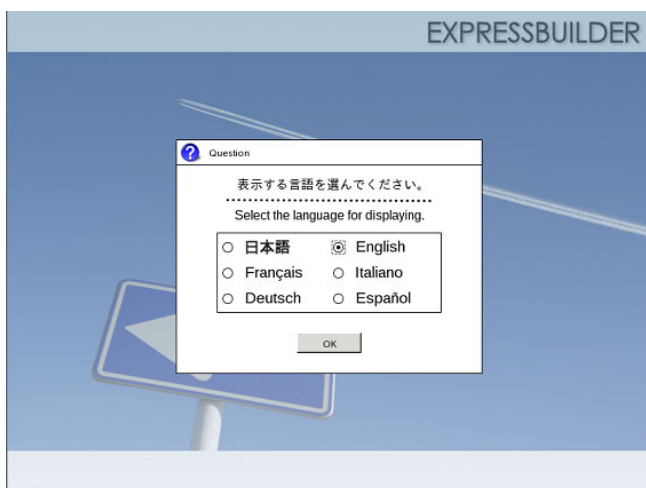 EXPRESSBUILDER
Question
表示する言語を選んでください。
Select the language for displaying.
日本語 English
Français Italiano
Deutsch Español
OK